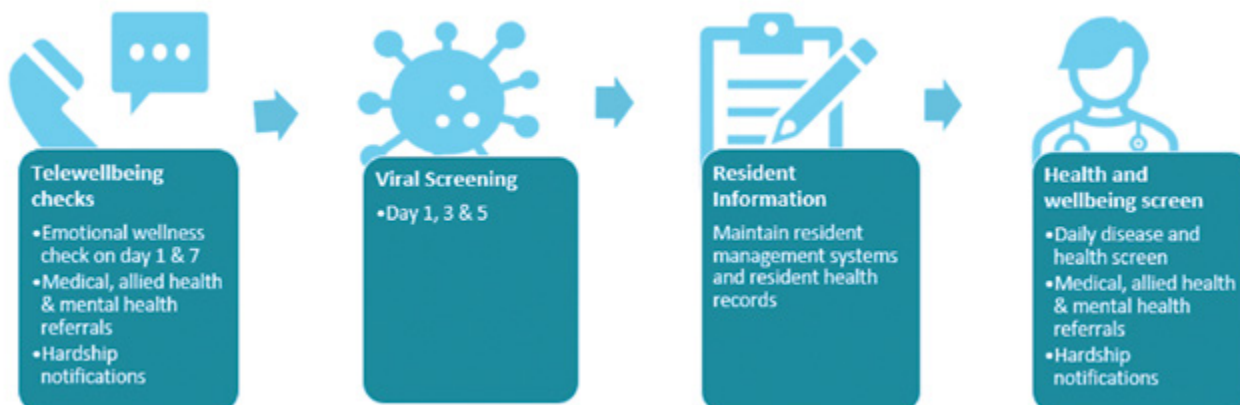 Telewellbeing
checks
•Emotional wellness
check on day 1 & 7
•Medical, allied health
& mental health
referrals
•Hardship
notifications
Viral Screening
•Day 1, 3 & 5
Resident
Information
Maintain resident
management systems
and resident health
records
Health and
wellbeing screen
•Daily disease and
health screen
•Medical, allied health
& mental health
referrals
•Hardship
notifications